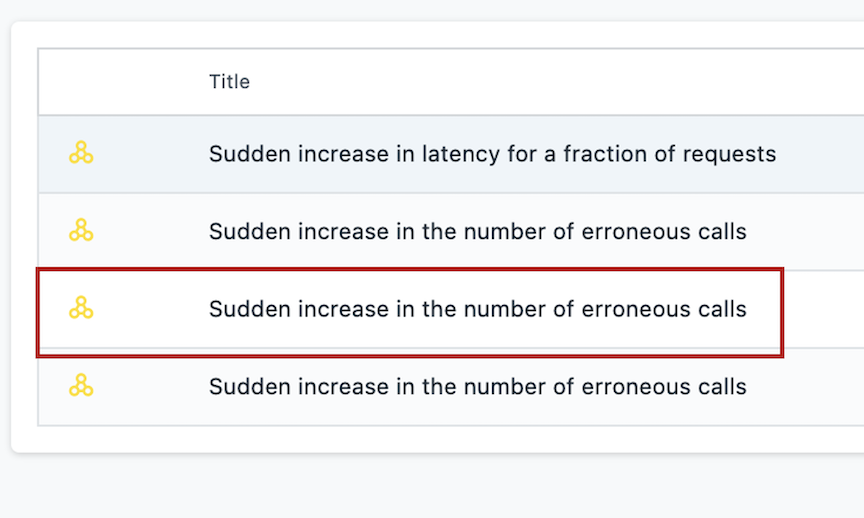 Title
Sudden increase in latency for a fraction of requests
Sudden increase in the number of erroneous calls
Sudden increase in the number of erroneous calls
Sudden increase in the number of erroneous calls